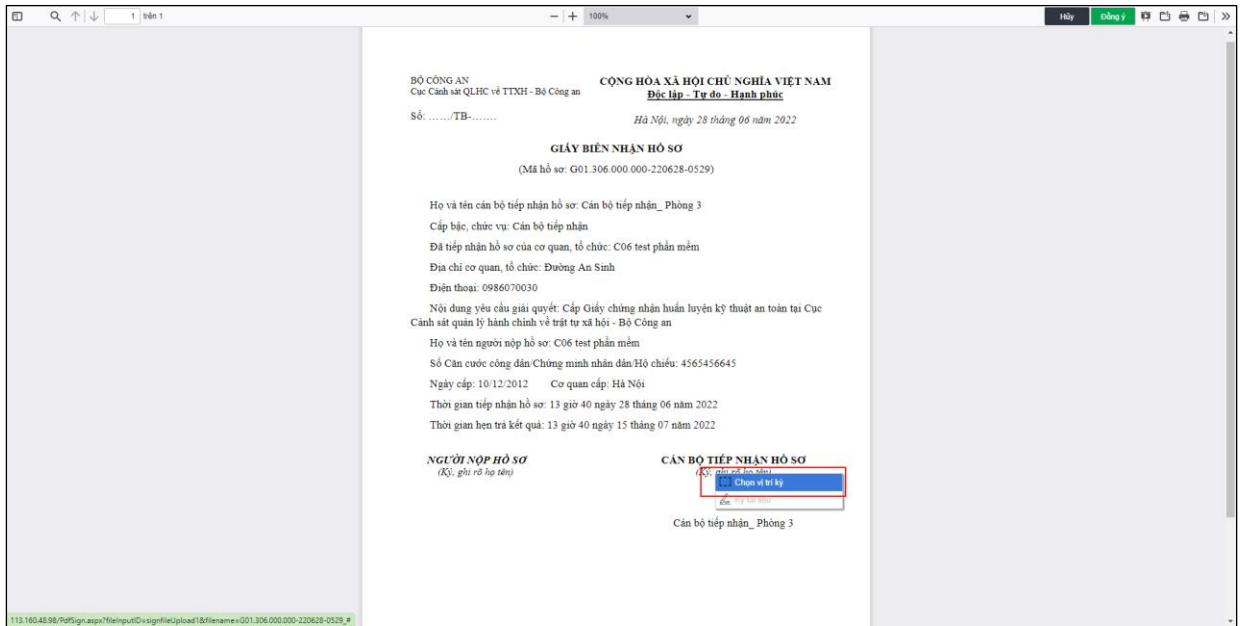 1 trên 1
100%
Hủy
Đồng ý
BỘ CÔNG AN
Cục Cảnh sát QLHC về TTXH - Bộ Công an
CỘNG HÒA XÃ HỘI CHỦ NGHĨA VIỆT NAM
Độc lập - Tự do - Hạnh phúc
Số: ……/TB-…….
Hà Nội, ngày 28 tháng 06 năm 2022
GIẤY BIÊN NHẬN HỒ SƠ
(Mã hồ sơ: G01.306.000.000-220628-0529)
Họ và tên cán bộ tiếp nhận hồ sơ: Cán bộ tiếp nhận_ Phòng 3
Cấp bậc, chức vụ: Cán bộ tiếp nhận
Đã tiếp nhận hồ sơ của cơ quan, tổ chức: C06 test phần mềm
Địa chỉ cơ quan, tổ chức: Đường An Sinh
Điện thoại: 0986070030
Nội dung yêu cầu giải quyết: Cấp Giấy chứng nhận huấn luyện kỹ thuật an toàn tại Cục
Cảnh sát quản lý hành chính về trật tự xã hội - Bộ Công an
Họ và tên người nộp hồ sơ: C06 test phần mềm
Số Căn cước công dân/Chứng minh nhân dân/Hộ chiếu: 4565456645
Ngày cấp: 10/12/2012 Cơ quan cấp: Hà Nội
Thời gian tiếp nhận hồ sơ: 13 giờ 40 ngày 28 tháng 06 năm 2022
Thời gian hẹn trả kết quả: 13 giờ 40 ngày 15 tháng 07 năm 2022
NGƯỜI NỘP HỒ SƠ
(Ký, ghi rõ họ tên)
CÁN BỘ TIẾP NHẬN HỒ SƠ
(Ký, ghi rõ họ tên)
Chọn vị trí ký
Ký tài liệu
Cán bộ tiếp nhận_ Phòng 3
113.160.48.98/PdfSign.aspx?fileInputID=signfileUpload1&filename=G01.306.000.000-220628-0529_#